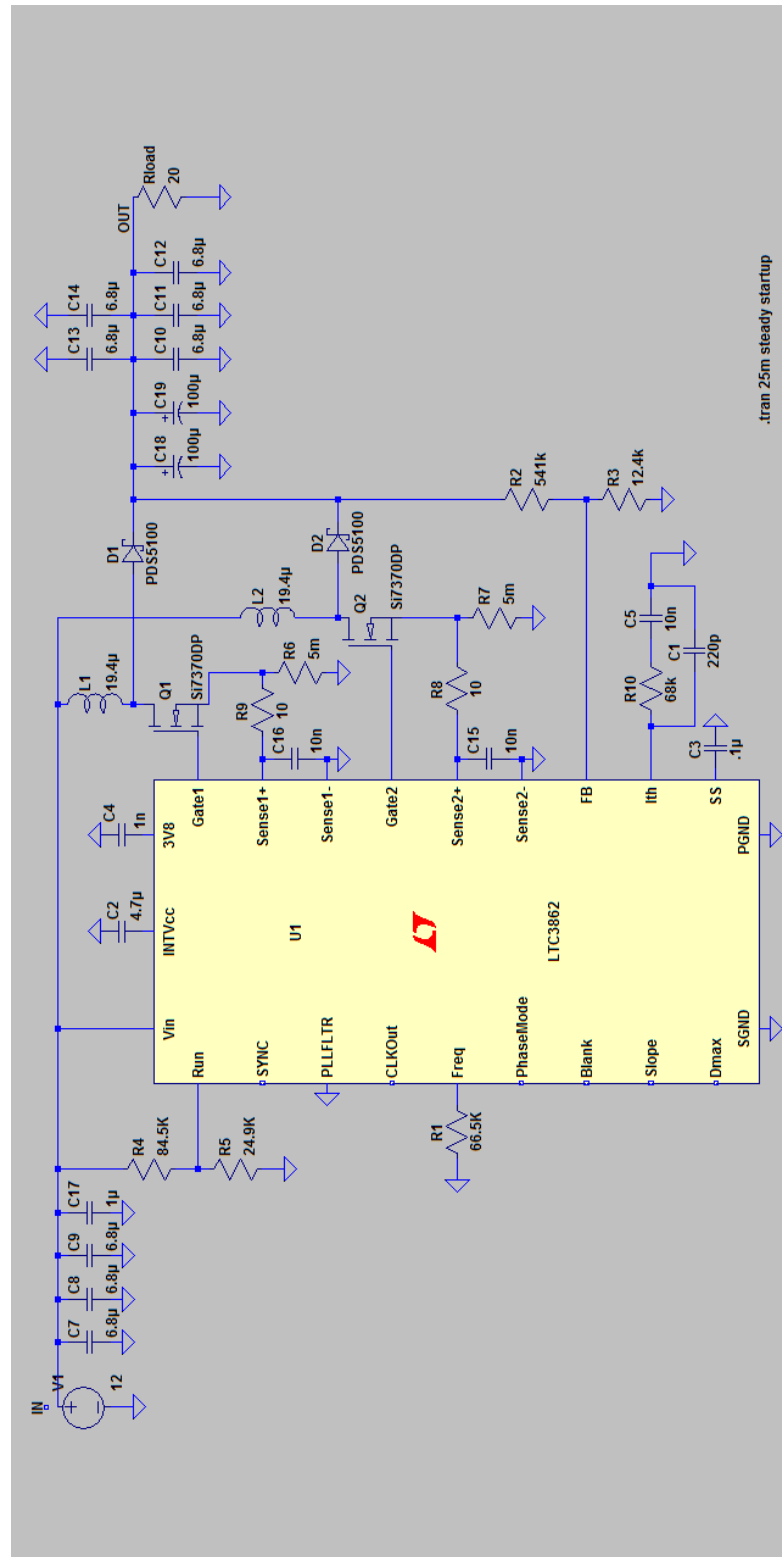 IN
V1
12
C7
6.8µ
C8
6.8µ
C9
6.8µ
C17
1µ
R4
84.5K
R5
24.9K
R1
66.5K
C2
4.7µ
C4
1n
Vin
INTVcc
3V8
Run
SYNC
PLLFLTR
CLKOut
Freq
PhaseMode
Blank
Slope
Dmax
SGND
PGND
U1
LTC3862
Gate1
Sense1+
Sense1-
Gate2
Sense2+
Sense2-
FB
Ith
SS
L1
19.4µ
Q1
Si7370DP
R9
10
C16
10n
R6
5m
L2
19.4µ
Q2
Si7370DP
R8
10
C15
10n
R7
5m
D1
PDS5100
D2
PDS5100
R2
541k
R3
12.4k
R10
68k
C5
10n
C1
220p
C3
.1µ
C18
100µ
C19
100µ
C13
6.8µ
C14
6.8µ
C10
6.8µ
C11
6.8µ
C12
6.8µ
OUT
Rload
20
.tran 25m steady startup